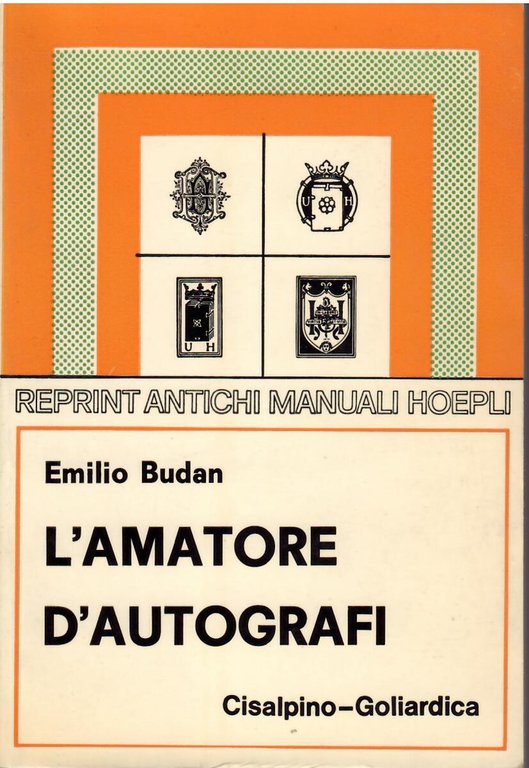 U H
U H
REPRINT ANTICHI MANUALI HOEPLI
Emilio Budan
L'AMATORE
D'AUTOGRAFI
Cisalpino–Goliardica